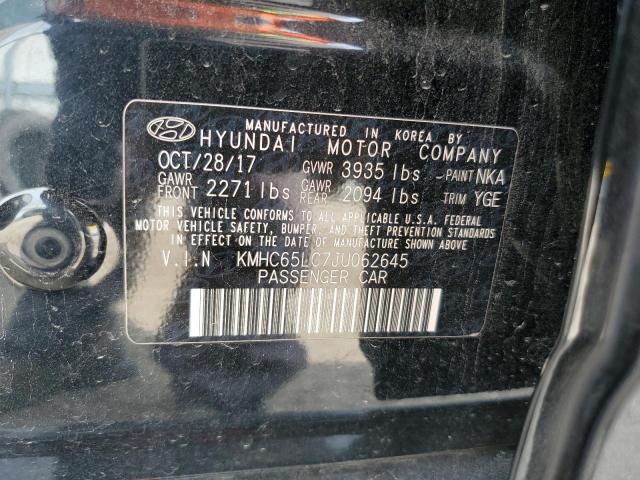 MANUFACTURED IN KOREA BY
HYUNDAI MOTOR COMPANY
OCT/28/17 GVWR 3935 lbs PAINT NKA
GAWR FRONT 2271 lbs GAWR REAR 2094 lbs TRIM YGE
THIS VEHICLE CONFORMS TO ALL APPLICABLE U.S.A. FEDERAL
MOTOR VEHICLE SAFETY, BUMPER, AND THEFT PREVENTION STANDARDS
IN EFFECT ON THE DATE OF MANUFACTURE SHOWN ABOVE.
V.I.N KMHC65LC7JU062645
PASSENGER CAR